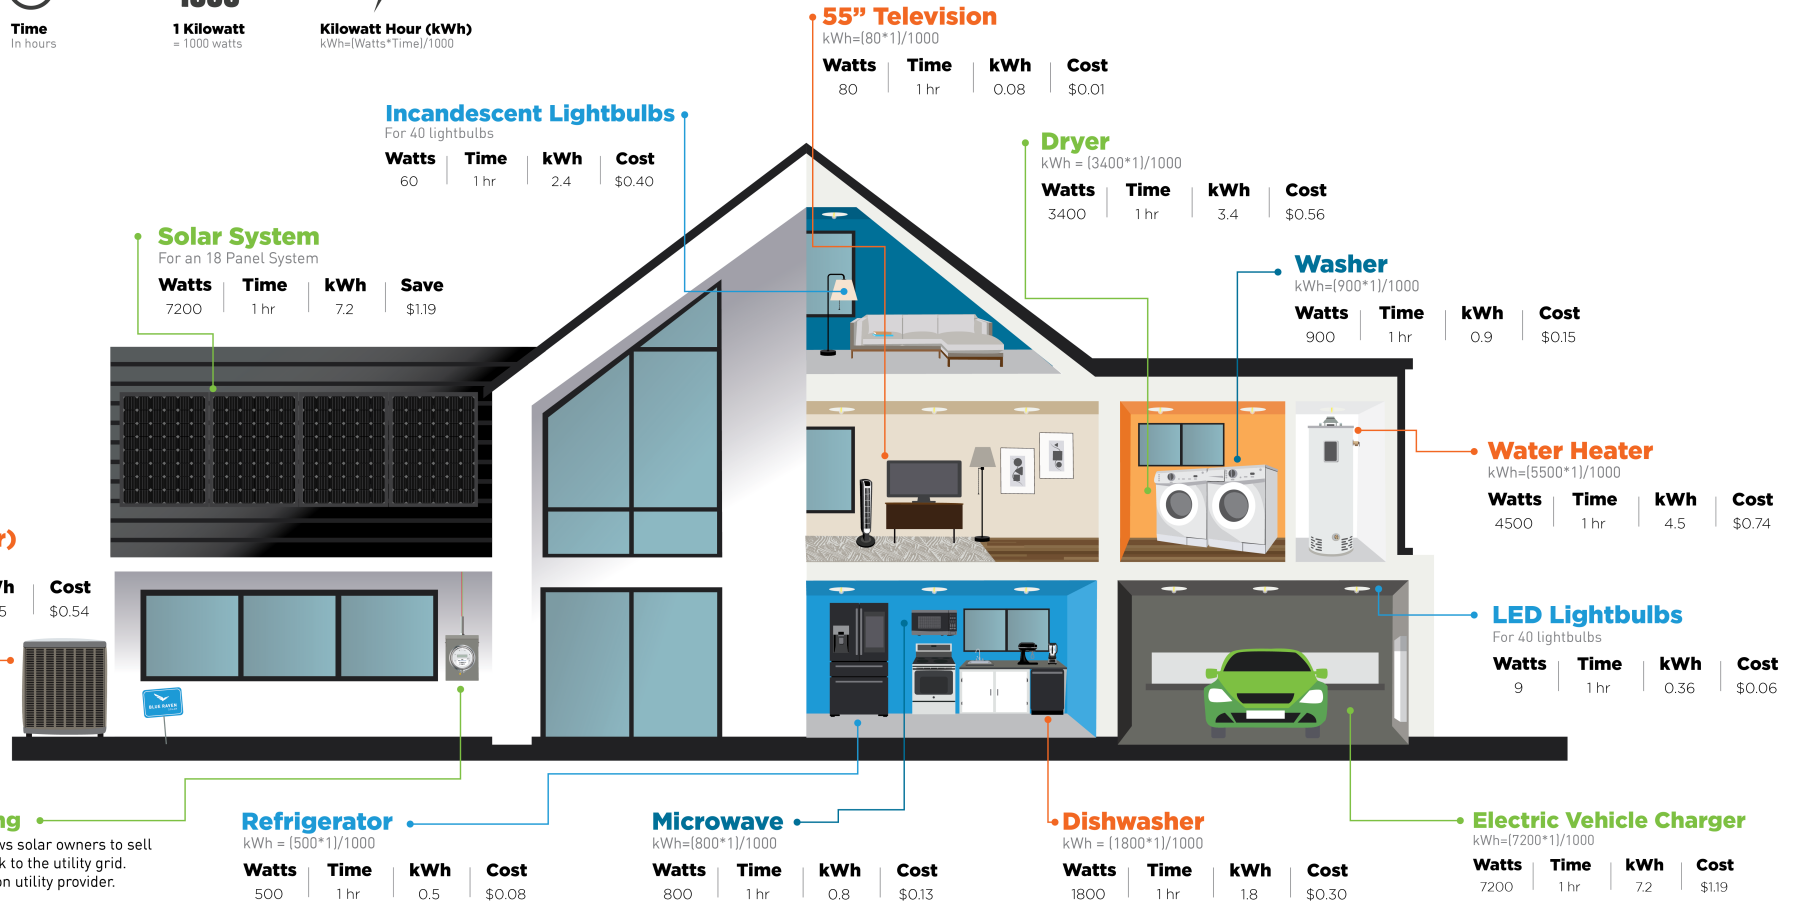 1000
Time
In hours
1 Kilowatt
= 1000 watts
Kilowatt Hour (kWh)
kWh=(Watts*Time)/1000
55” Television
kWh=(80*1)/1000
Watts Time kWh Cost
80 1 hr 0.08 $0.01
Incandescent Lightbulbs
For 40 lightbulbs
Watts Time kWh Cost
60 1 hr 2.4 $0.40
Dryer
kWh = (3400*1)/1000
Watts Time kWh Cost
3400 1 hr 3.4 $0.56
Solar System
For an 18 Panel System
Watts Time kWh Save
7200 1 hr 7.2 $1.19
Washer
kWh=(900*1)/1000
Watts Time kWh Cost
900 1 hr 0.9 $0.15
Water Heater
kWh=(5500*1)/1000
Watts Time kWh Cost
4500 1 hr 4.5 $0.74
r)
h Cost
5 $0.54
LED Lightbulbs
For 40 lightbulbs
Watts Time kWh Cost
9 1 hr 0.36 $0.06
BLUE RAVEN
ng
ws solar owners to sell
k to the utility grid.
on utility provider.
Refrigerator
kWh = (500*1)/1000
Watts Time kWh Cost
500 1 hr 0.5 $0.08
Microwave
kWh=(800*1)/1000
Watts Time kWh Cost
800 1 hr 0.8 $0.13
Dishwasher
kWh = (1800*1)/1000
Watts Time kWh Cost
1800 1 hr 1.8 $0.30
Electric Vehicle Charger
kWh=(7200*1)/1000
Watts Time kWh Cost
7200 1 hr 7.2 $1.19